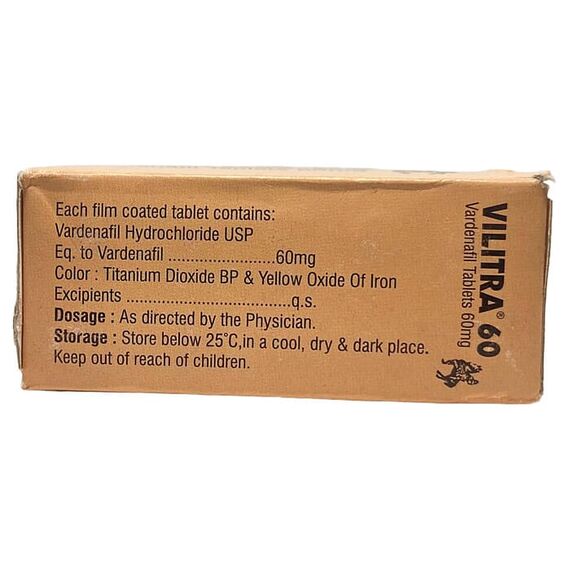 Each film coated tablet contains:
Vardenafil Hydrochloride USP
Eq. to Vardenafil .......................60mg
Color : Titanium Dioxide BP & Yellow Oxide Of Iron
Excipients ...................................q.s.
Dosage : As directed by the Physician.
Storage : Store below 25°C,in a cool, dry & dark place.
Keep out of reach of children.
VILITRA® 60
Vardenafil Tablets 60mg